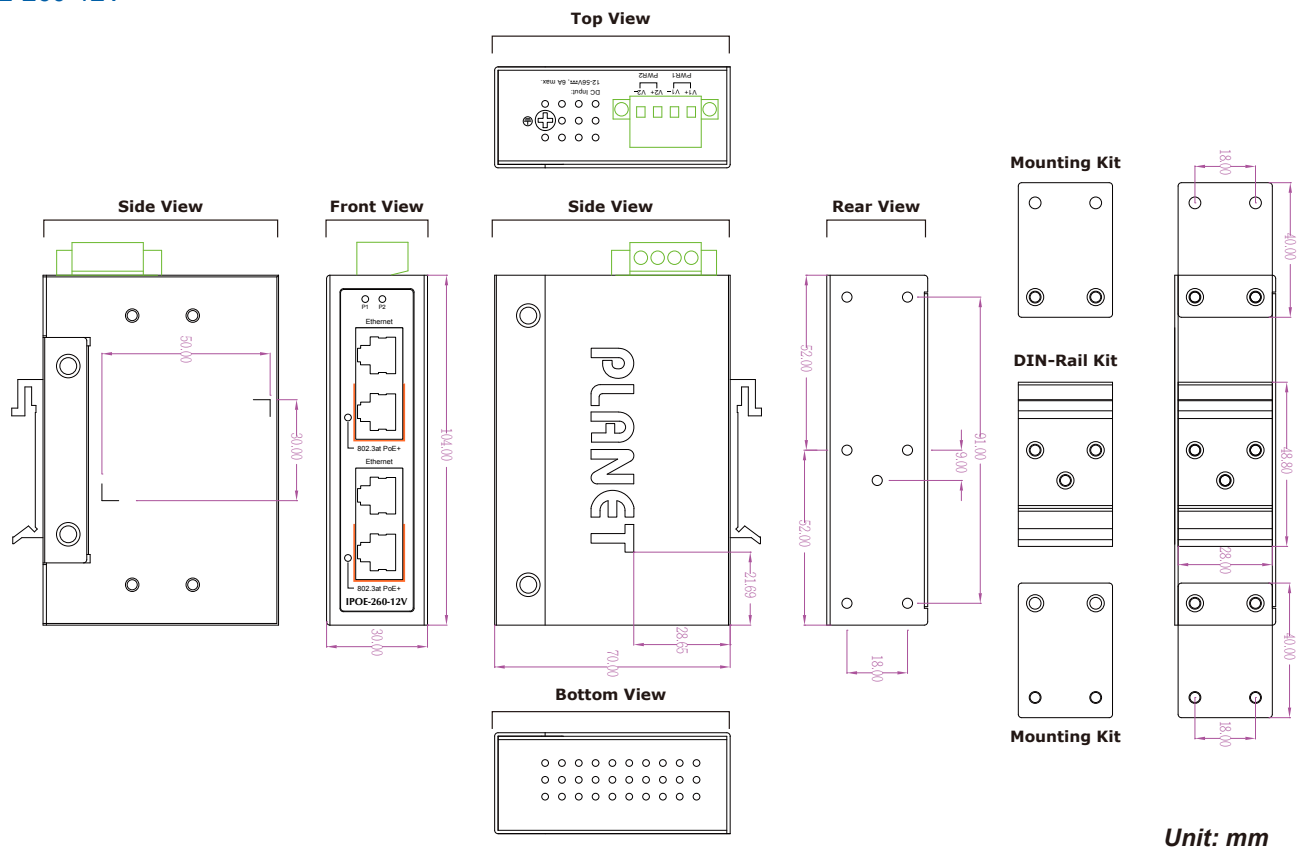 Top View
DC Input:
12-56V⎓, 6A max.
PWR2 PWR1
V2- V2+ V1- V1+
Mounting Kit
18.00
40.00
Side View
Front View
Side View
Rear View
P1 P2
Ethernet
802.3at PoE+
Ethernet
802.3at PoE+
IPOE-260-12V
50.00
30.00
104.00
30.00
PLANET
21.69
28.65
70.00
52.00
52.00
91.00
9.00
18.00
DIN-Rail Kit
48.80
28.00
40.00
18.00
Mounting Kit
Bottom View
Unit: mm